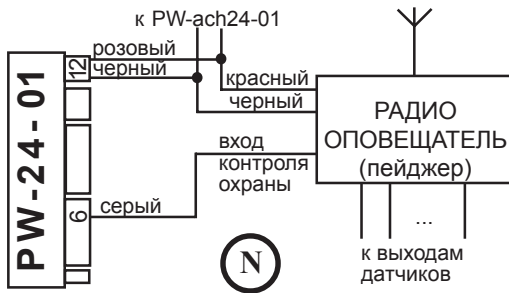 к PW-ach24-01
розовый
12
черный
красный
черный
PW-24-01
РАДИО
ОПОВЕЩАТЕЛЬ
(пейджер)
вход
контроля
охраны
6
серый
...
к выходам
датчиков
N